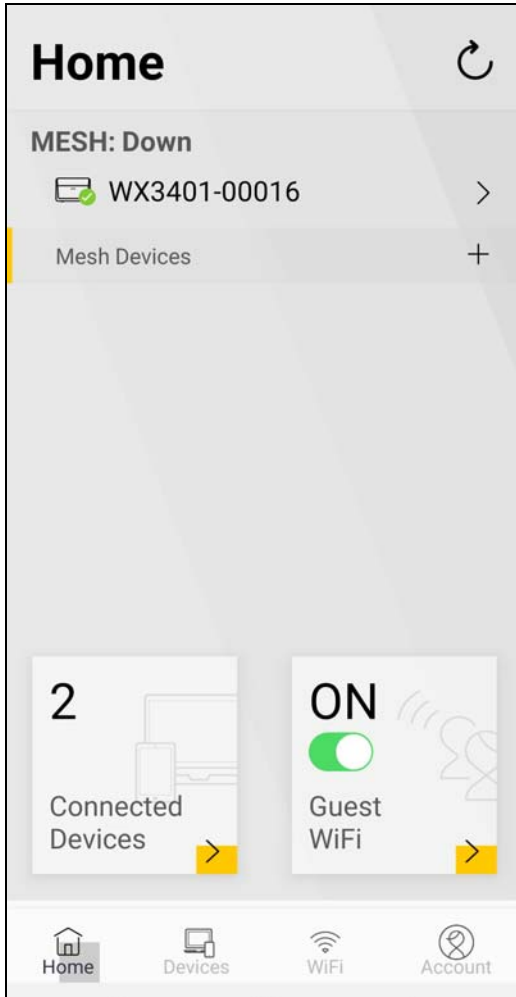 Home
MESH: Down
WX3401-00016
Mesh Devices
2
Connected
Devices
ON
Guest
WiFi
Home
Devices
WiFi
Account